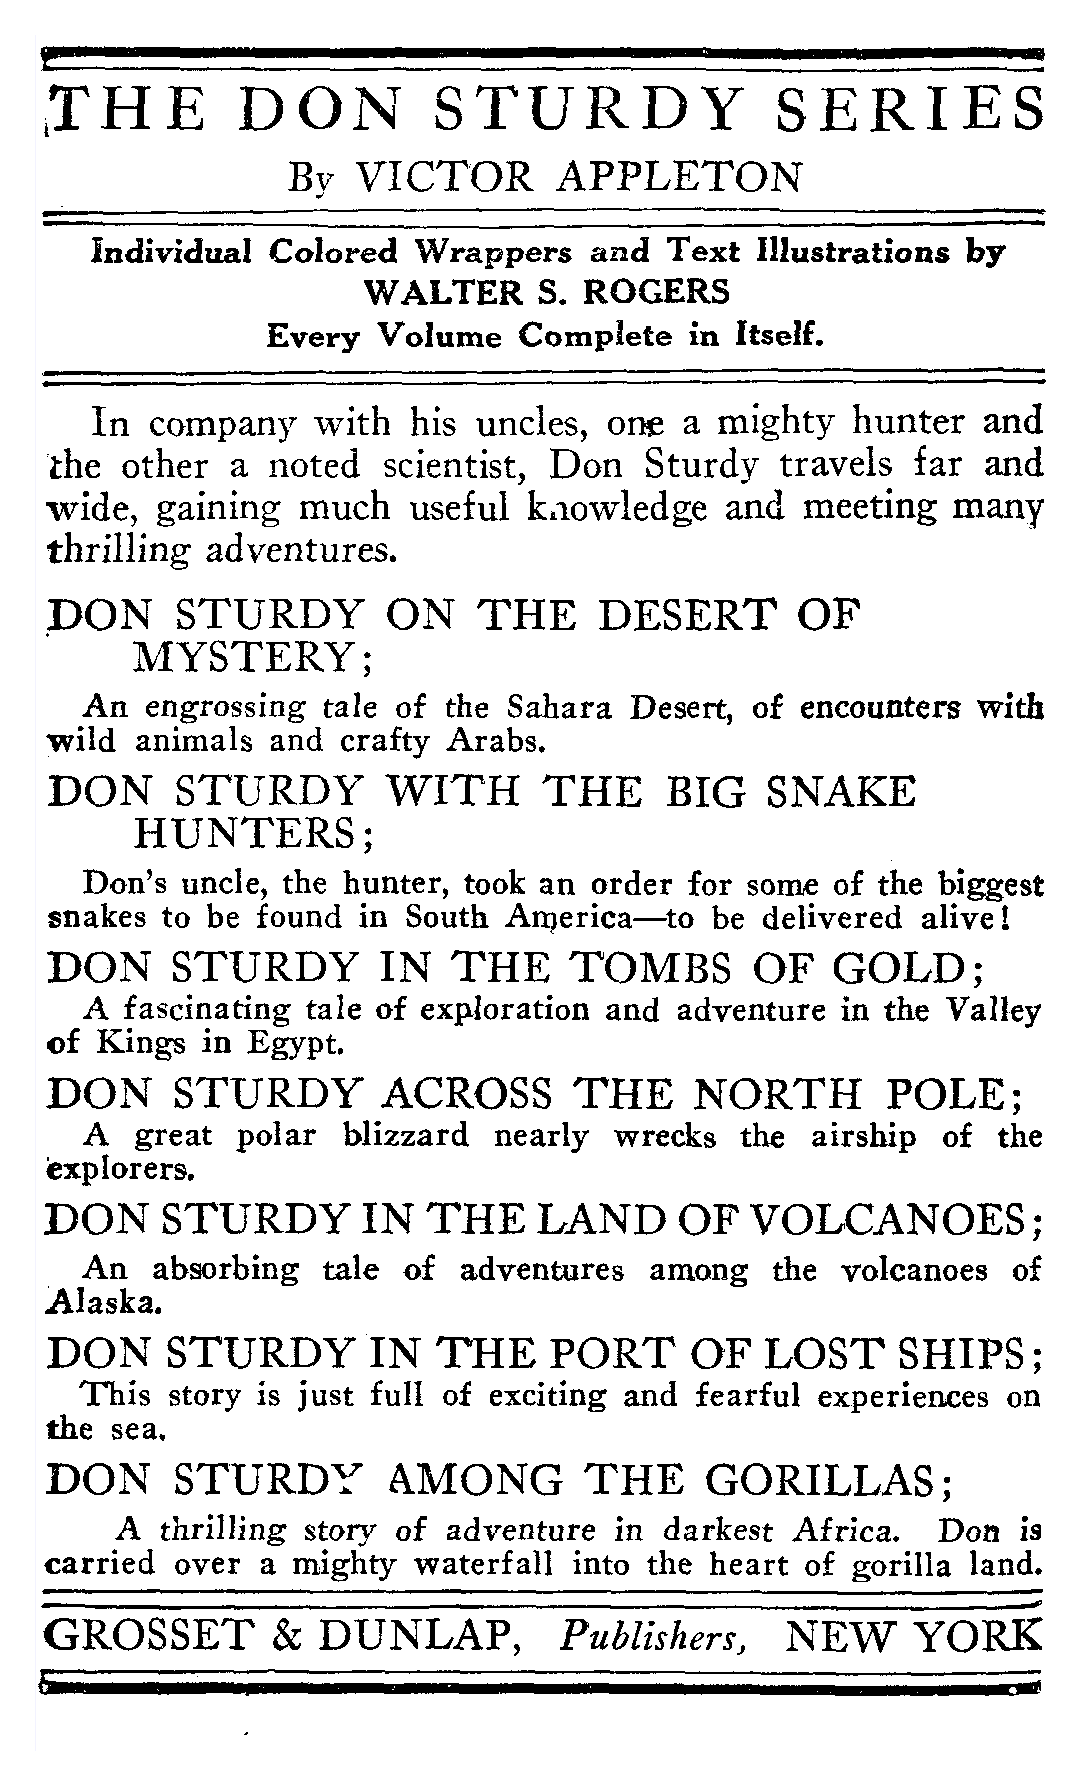 THE DON STURDY SERIES
By VICTOR APPLETON
Individual Colored Wrappers and Text Illustrations by
WALTER S. ROGERS
Every Volume Complete in Itself.
In company with his uncles, one a mighty hunter and
the other a noted scientist, Don Sturdy travels far and
wide, gaining much useful knowledge and meeting many
thrilling adventures.
DON STURDY ON THE DESERT OF
MYSTERY;
An engrossing tale of the Sahara Desert, of encounters with
wild animals and crafty Arabs.
DON STURDY WITH THE BIG SNAKE
HUNTERS;
Don's uncle, the hunter, took an order for some of the biggest
snakes to be found in South America—to be delivered alive!
DON STURDY IN THE TOMBS OF GOLD;
A fascinating tale of exploration and adventure in the Valley
of Kings in Egypt.
DON STURDY ACROSS THE NORTH POLE;
A great polar blizzard nearly wrecks the airship of the
explorers.
DON STURDY IN THE LAND OF VOLCANOES;
An absorbing tale of adventures among the volcanoes of
Alaska.
DON STURDY IN THE PORT OF LOST SHIPS;
This story is just full of exciting and fearful experiences on
the sea.
DON STURDY AMONG THE GORILLAS;
A thrilling story of adventure in darkest Africa. Don is
carried over a mighty waterfall into the heart of gorilla land.
GROSSET & DUNLAP, Publishers, NEW YORK